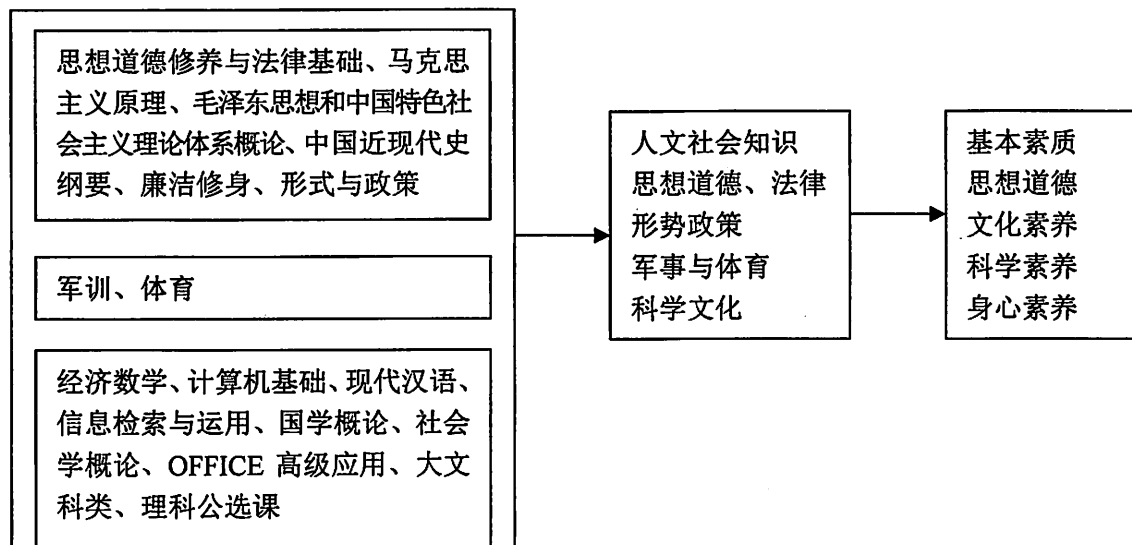 思想道德修养与法律基础、马克思
主义原理、毛泽东思想和中国特色社
会主义理论体系概论、中国近现代史
纲要、廉洁修身、形式与政策
军训、体育
经济数学、计算机基础、现代汉语、
信息检索与运用、国学概论、社会
学概论、OFFICE 高级应用、大文
科类、理科公选课
人文社会知识
思想道德、法律
形势政策
军事与体育
科学文化
基本素质
思想道德
文化素养
科学素养
身心素养